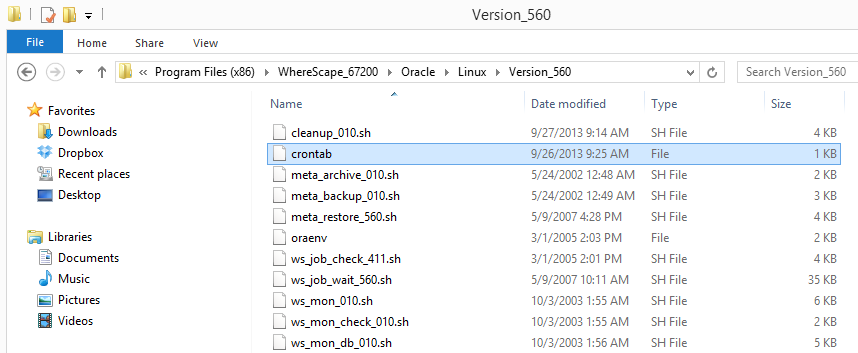 Version_560
File Home Share View
« Program Files (x86) WhereScape_67200 Oracle Linux Version_560 Search Version_560
Favorites
Downloads
Dropbox
Recent places
Desktop
Libraries
Documents
Music
Pictures
Videos
Name Date modified Type Size
cleanup_010.sh 9/27/2013 9:14 AM SH File 4 KB
crontab 9/26/2013 9:25 AM File 1 KB
meta_archive_010.sh 5/24/2002 12:48 AM SH File 2 KB
meta_backup_010.sh 5/24/2002 12:49 AM SH File 3 KB
meta_restore_560.sh 5/9/2007 4:28 PM SH File 4 KB
oraenv 3/1/2005 2:03 PM File 2 KB
ws_job_check_411.sh 3/1/2005 2:01 PM SH File 4 KB
ws_job_wait_560.sh 5/9/2007 10:11 AM SH File 35 KB
ws_mon_010.sh 10/3/2003 1:55 AM SH File 6 KB
ws_mon_check_010.sh 10/3/2003 1:55 AM SH File 2 KB
ws_mon_db_010.sh 10/3/2003 1:56 AM SH File 5 KB